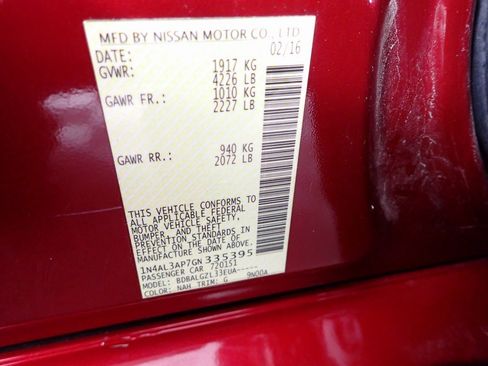 MFD BY NISSAN MOTOR CO., LTD
DATE: 02/16
GVWR: 1917 KG
4226 LB
GAWR FR.: 1010 KG
2227 LB
GAWR RR.: 940 KG
2072 LB
THIS VEHICLE CONFORMS TO
ALL APPLICABLE FEDERAL
MOTOR VEHICLE SAFETY,
BUMPER, AND THEFT
PREVENTION STANDARDS IN
EFFECT ON THE DATE OF
MANUFACTURE SHOWN ABOVE.
1N4AL3AP7GN335395
PASSENGER CAR 720151
MODEL: BDBALGZL33EUA-----
COLOR: NAH TRIM: G 9N00A